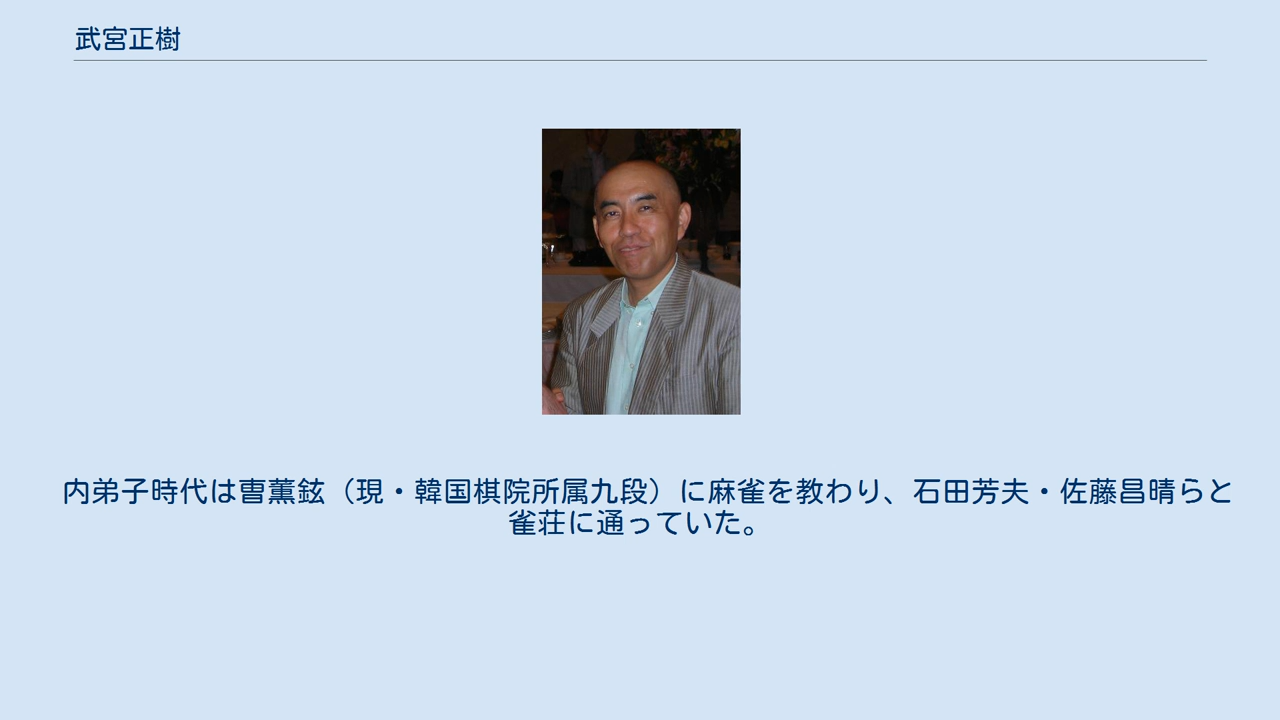 武宮正樹
内弟子時代は曺薫鉉（現・韓国棋院所属九段）に麻雀を教わり、石田芳夫・佐藤昌晴らと
雀荘に通っていた。